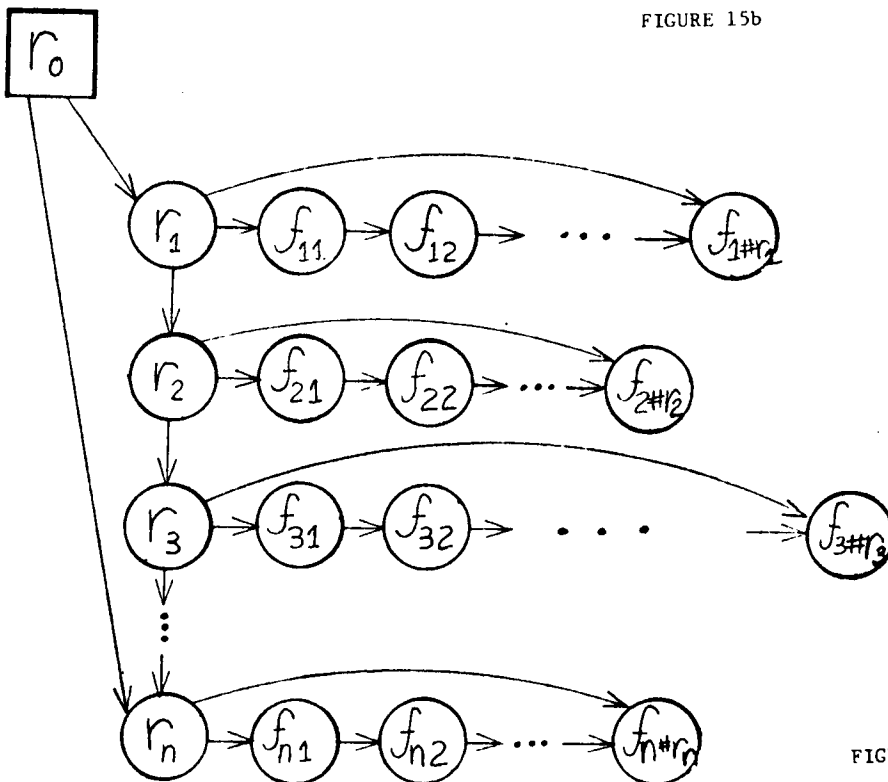 FIGURE 15b
r₀
r₁ f₁₁ f₁₂ ... f₁#r₁
r₂ f₂₁ f₂₂ ... f₂#r₂
r₃ f₃₁ f₃₂ . . . f₃#r₃
rₙ fₙ₁ fₙ₂ ... fₙ#rₙ
FIG